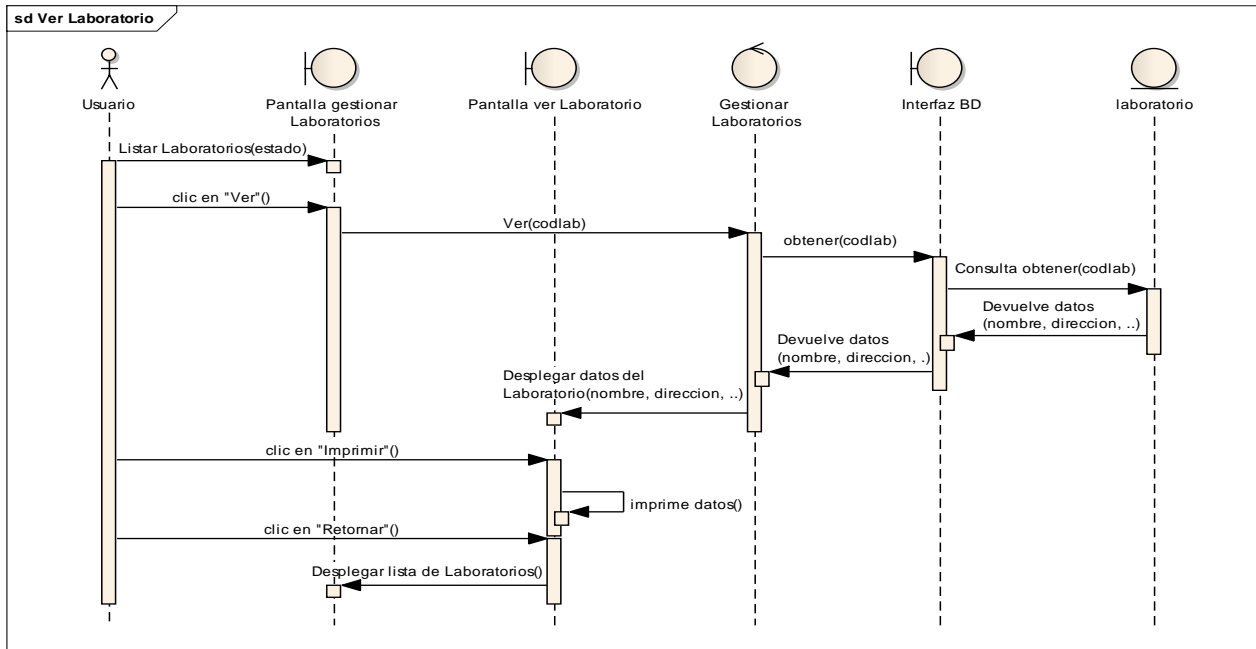 sd Ver Laboratorio
Usuario
Pantalla gestionar
Laboratorios
Pantalla ver Laboratorio
Gestionar
Laboratorios
Interfaz BD
laboratorio
Listar Laboratorios(estado)
clic en "Ver"()
Ver(codlab)
obtener(codlab)
Consulta obtener(codlab)
Devuelve datos
(nombre, direccion, ..)
Devuelve datos
(nombre, direccion, .)
Desplegar datos del
Laboratorio(nombre, direccion, ..)
clic en "Imprimir"()
imprime datos()
clic en "Retornar"()
Desplegar lista de Laboratorios()